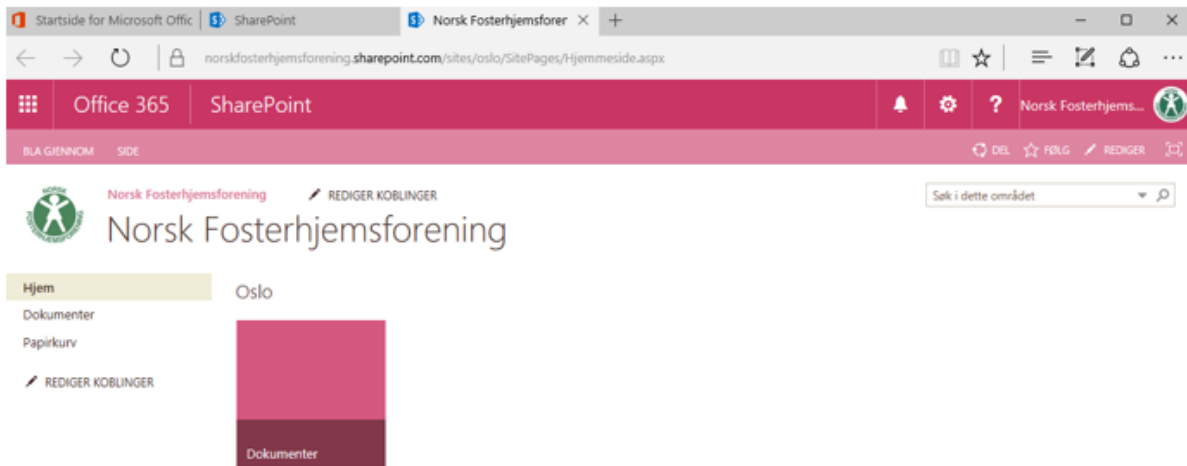 Startside for Microsoft Offic
SharePoint
Norsk Fosterhjemsforer
norskfosterhjemsforening.sharepoint.com/sites/oslo/SitePages/Hjemmeside.aspx
Office 365
SharePoint
?
Norsk Fosterhjems...
BLA GJENNOM
SIDE
DEL
FØLG
REDIGER
NORSK
FOSTERHJEMSFORENING
Norsk Fosterhjemsforening
REDIGER KOBLINGER
Søk i dette området
Norsk Fosterhjemsforening
Hjem
Dokumenter
Papirkurv
REDIGER KOBLINGER
Oslo
Dokumenter